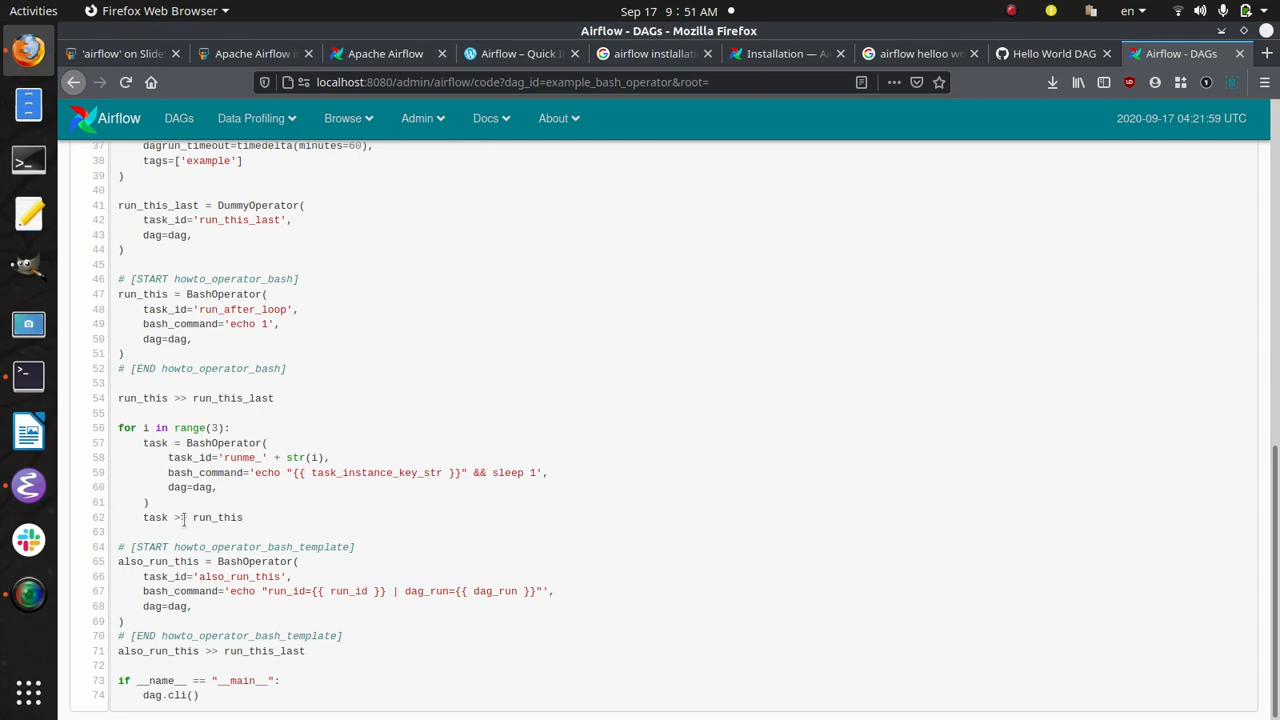 Activities Firefox Web Browser Sep 17 9:51 AM en
Airflow - DAGs - Mozilla Firefox
'airflow' on Slide Apache Airflow i Apache Airflow Airflow – Quick In airflow instlallatio Installation — Ai airflow helloo wo Hello World DAG Airflow - DAGs
localhost:8080/admin/airflow/code?dag_id=example_bash_operator&root=
Airflow DAGs Data Profiling Browse Admin Docs About 2020-09-17 04:21:59 UTC
37 dagrun_timeout=timedelta(minutes=60),
38 tags=['example']
39 )
40
41 run_this_last = DummyOperator(
42 task_id='run_this_last',
43 dag=dag,
44 )
45
46 # [START howto_operator_bash]
47 run_this = BashOperator(
48 task_id='run_after_loop',
49 bash_command='echo 1',
50 dag=dag,
51 )
52 # [END howto_operator_bash]
53
54 run_this >> run_this_last
55
56 for i in range(3):
57 task = BashOperator(
58 task_id='runme_' + str(i),
59 bash_command='echo "{{ task_instance_key_str }}" && sleep 1',
60 dag=dag,
61 )
62 task >> run_this
63
64 # [START howto_operator_bash_template]
65 also_run_this = BashOperator(
66 task_id='also_run_this',
67 bash_command='echo "run_id={{ run_id }} | dag_run={{ dag_run }}"',
68 dag=dag,
69 )
70 # [END howto_operator_bash_template]
71 also_run_this >> run_this_last
72
73 if __name__ == "__main__":
74 dag.cli()